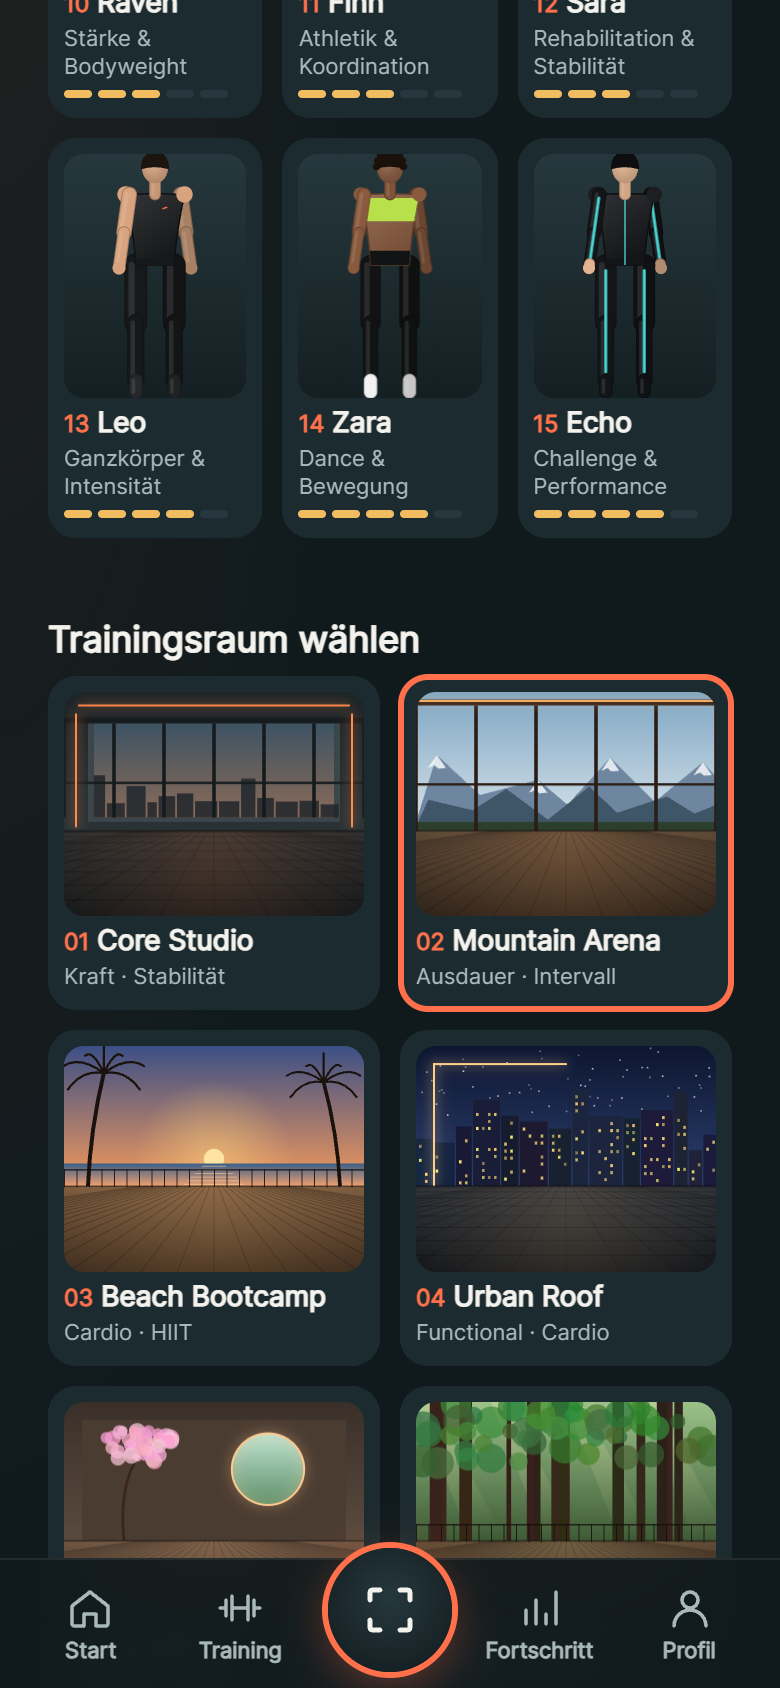 10 Raven
11 Finn
12 Sara
Stärke &
Bodyweight
Athletik &
Koordination
Rehabilitation &
Stabilität
13 Leo
Ganzkörper &
Intensität
14 Zara
Dance &
Bewegung
15 Echo
Challenge &
Performance
Trainingsraum wählen
01 Core Studio
Kraft · Stabilität
02 Mountain Arena
Ausdauer · Intervall
03 Beach Bootcamp
Cardio · HIIT
04 Urban Roof
Functional · Cardio
Start
Training
Fortschritt
Profil